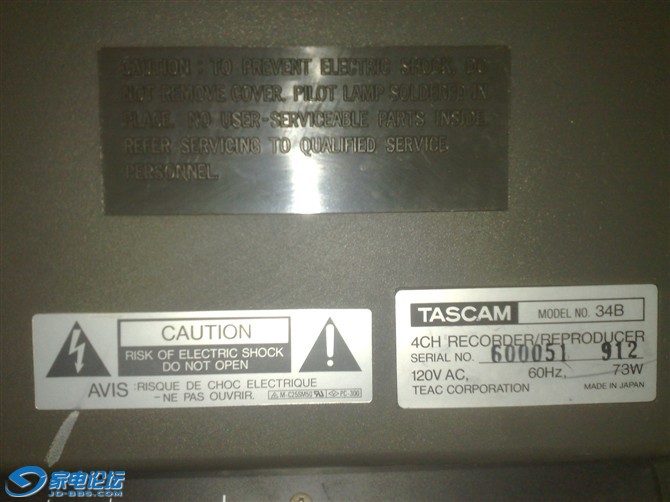 CAUTION : TO PREVENT ELECTRIC SHOCK, DO
NOT REMOVE COVER. PILOT LAMP SOLDERED IN
PLACE. NO USER-SERVICEABLE PARTS INSIDE
REFER SERVICING TO QUALIFIED SERVICE
PERSONNEL.
CAUTION
RISK OF ELECTRIC SHOCK
DO NOT OPEN
AVIS : RISQUE DE CHOC ELECTRIQUE
- NE PAS OUVRIR.
TASCAM MODEL NO. 34B
4CH RECORDER/REPRODUCER
SERIAL NO. 600051 912
120V AC, 60Hz, 73W
TEAC CORPORATION MADE IN JAPAN
家电论坛
JD-BBS.COM